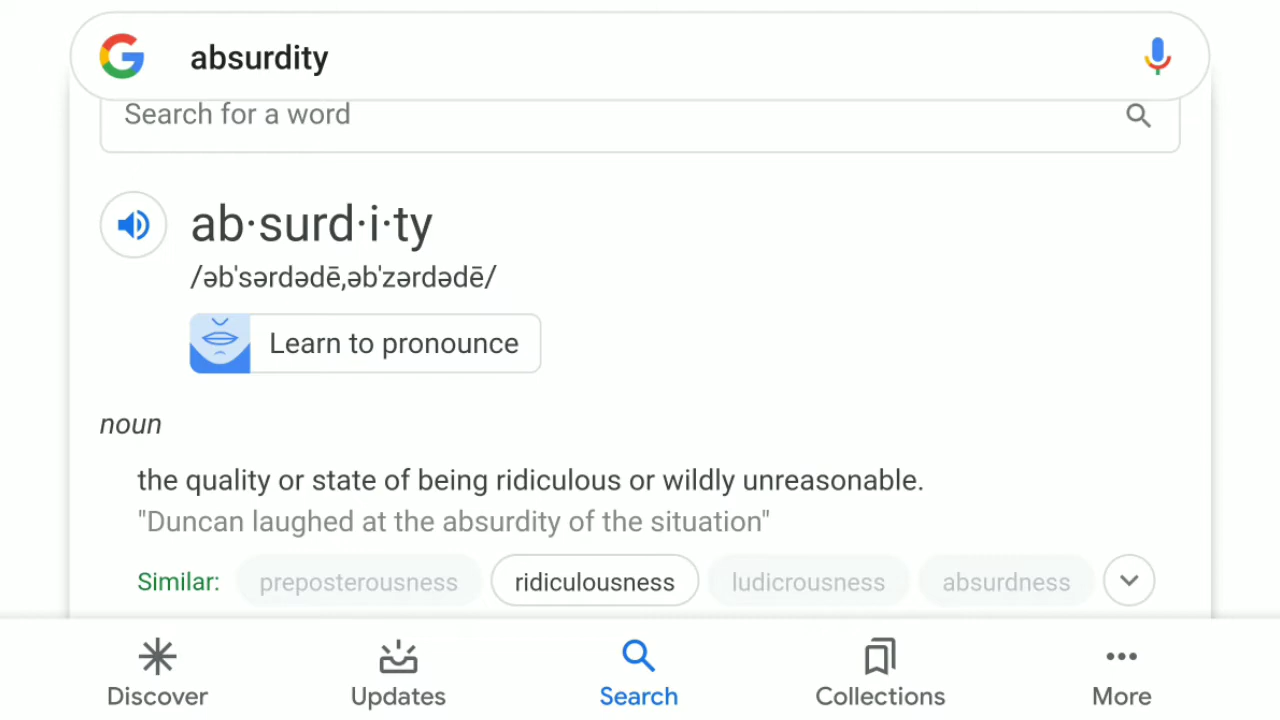 absurdity
Search for a word
ab·surd·i·ty
/əbˈsərdədē,əbˈzərdədē/
Learn to pronounce
noun
the quality or state of being ridiculous or wildly unreasonable.
"Duncan laughed at the absurdity of the situation"
Similar: preposterousness ridiculousness ludicrousness absurdness
Discover Updates Search Collections More